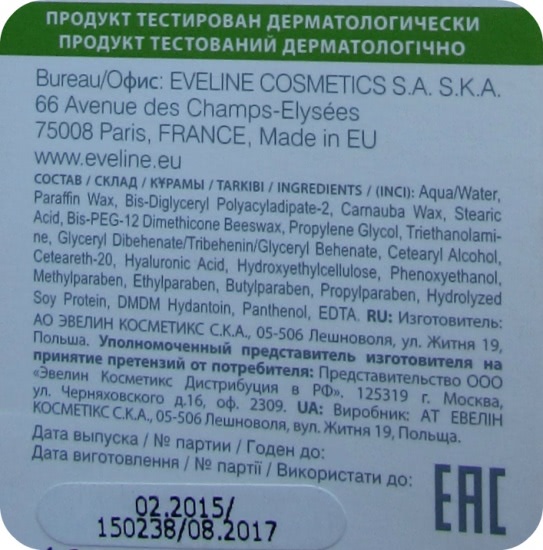 ПРОДУКТ ТЕСТИРОВАН ДЕРМАТОЛОГИЧЕСКИ
ПРОДУКТ ТЕСТОВАНИЙ ДЕРМАТОЛОГІЧНО
Bureau/Офис: EVELINE COSMETICS S.A. S.K.A.
66 Avenue des Champs-Elysées
75008 Paris, FRANCE, Made in EU
www.eveline.eu
СОСТАВ / СКЛАД / ҚҰРАМЫ / TARKIBI / INGREDIENTS / (INCI): Aqua/Water,
Paraffin Wax, Bis-Diglyceryl Polyacyladipate-2, Carnauba Wax, Stearic
Acid, Bis-PEG-12 Dimethicone Beeswax, Propylene Glycol, Triethanolami-
ne, Glyceryl Dibehenate/Tribehenin/Glyceryl Behenate, Cetearyl Alcohol,
Ceteareth-20, Hyaluronic Acid, Hydroxyethylcellulose, Phenoxyethanol,
Methylparaben, Ethylparaben, Butylparaben, Propylparaben, Hydrolyzed
Soy Protein, DMDM Hydantoin, Panthenol, EDTA. RU: Изготовитель:
АО ЭВЕЛИН КОСМЕТИКС С.К.А., 05-506 Лешноволя, ул. Житня 19,
Польша. Уполномоченный представитель изготовителя на
принятие претензий от потребителя: Представительство ООО
«Эвелин Косметикс Дистрибуция в РФ». 125319 г. Москва,
ул. Черняховского д.16, оф. 2309. UA: Виробник: АТ ЕВЕЛІН
КОСМЕТІКС С.К.А., 05-506 Лешноволя, вул. Житня 19, Польща.
Дата выпуска / № партии / Годен до:
Дата виготовлення / № партії / Використати до:
EAC
02.2015/
150238/08.2017